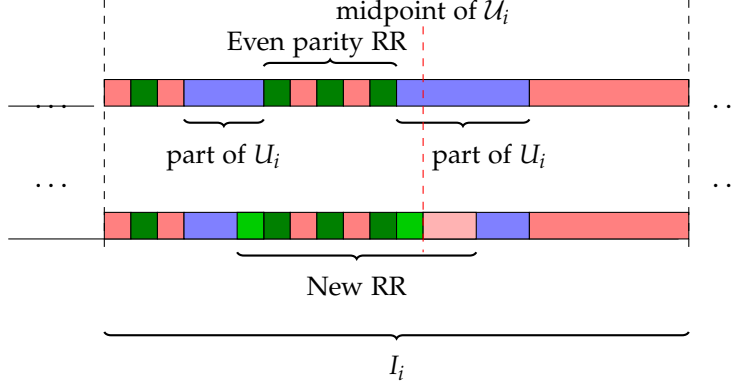 midpoint of 𝒰ᵢ
Even parity RR
... ..
part of Uᵢ part of Uᵢ
... ..
New RR
Iᵢ